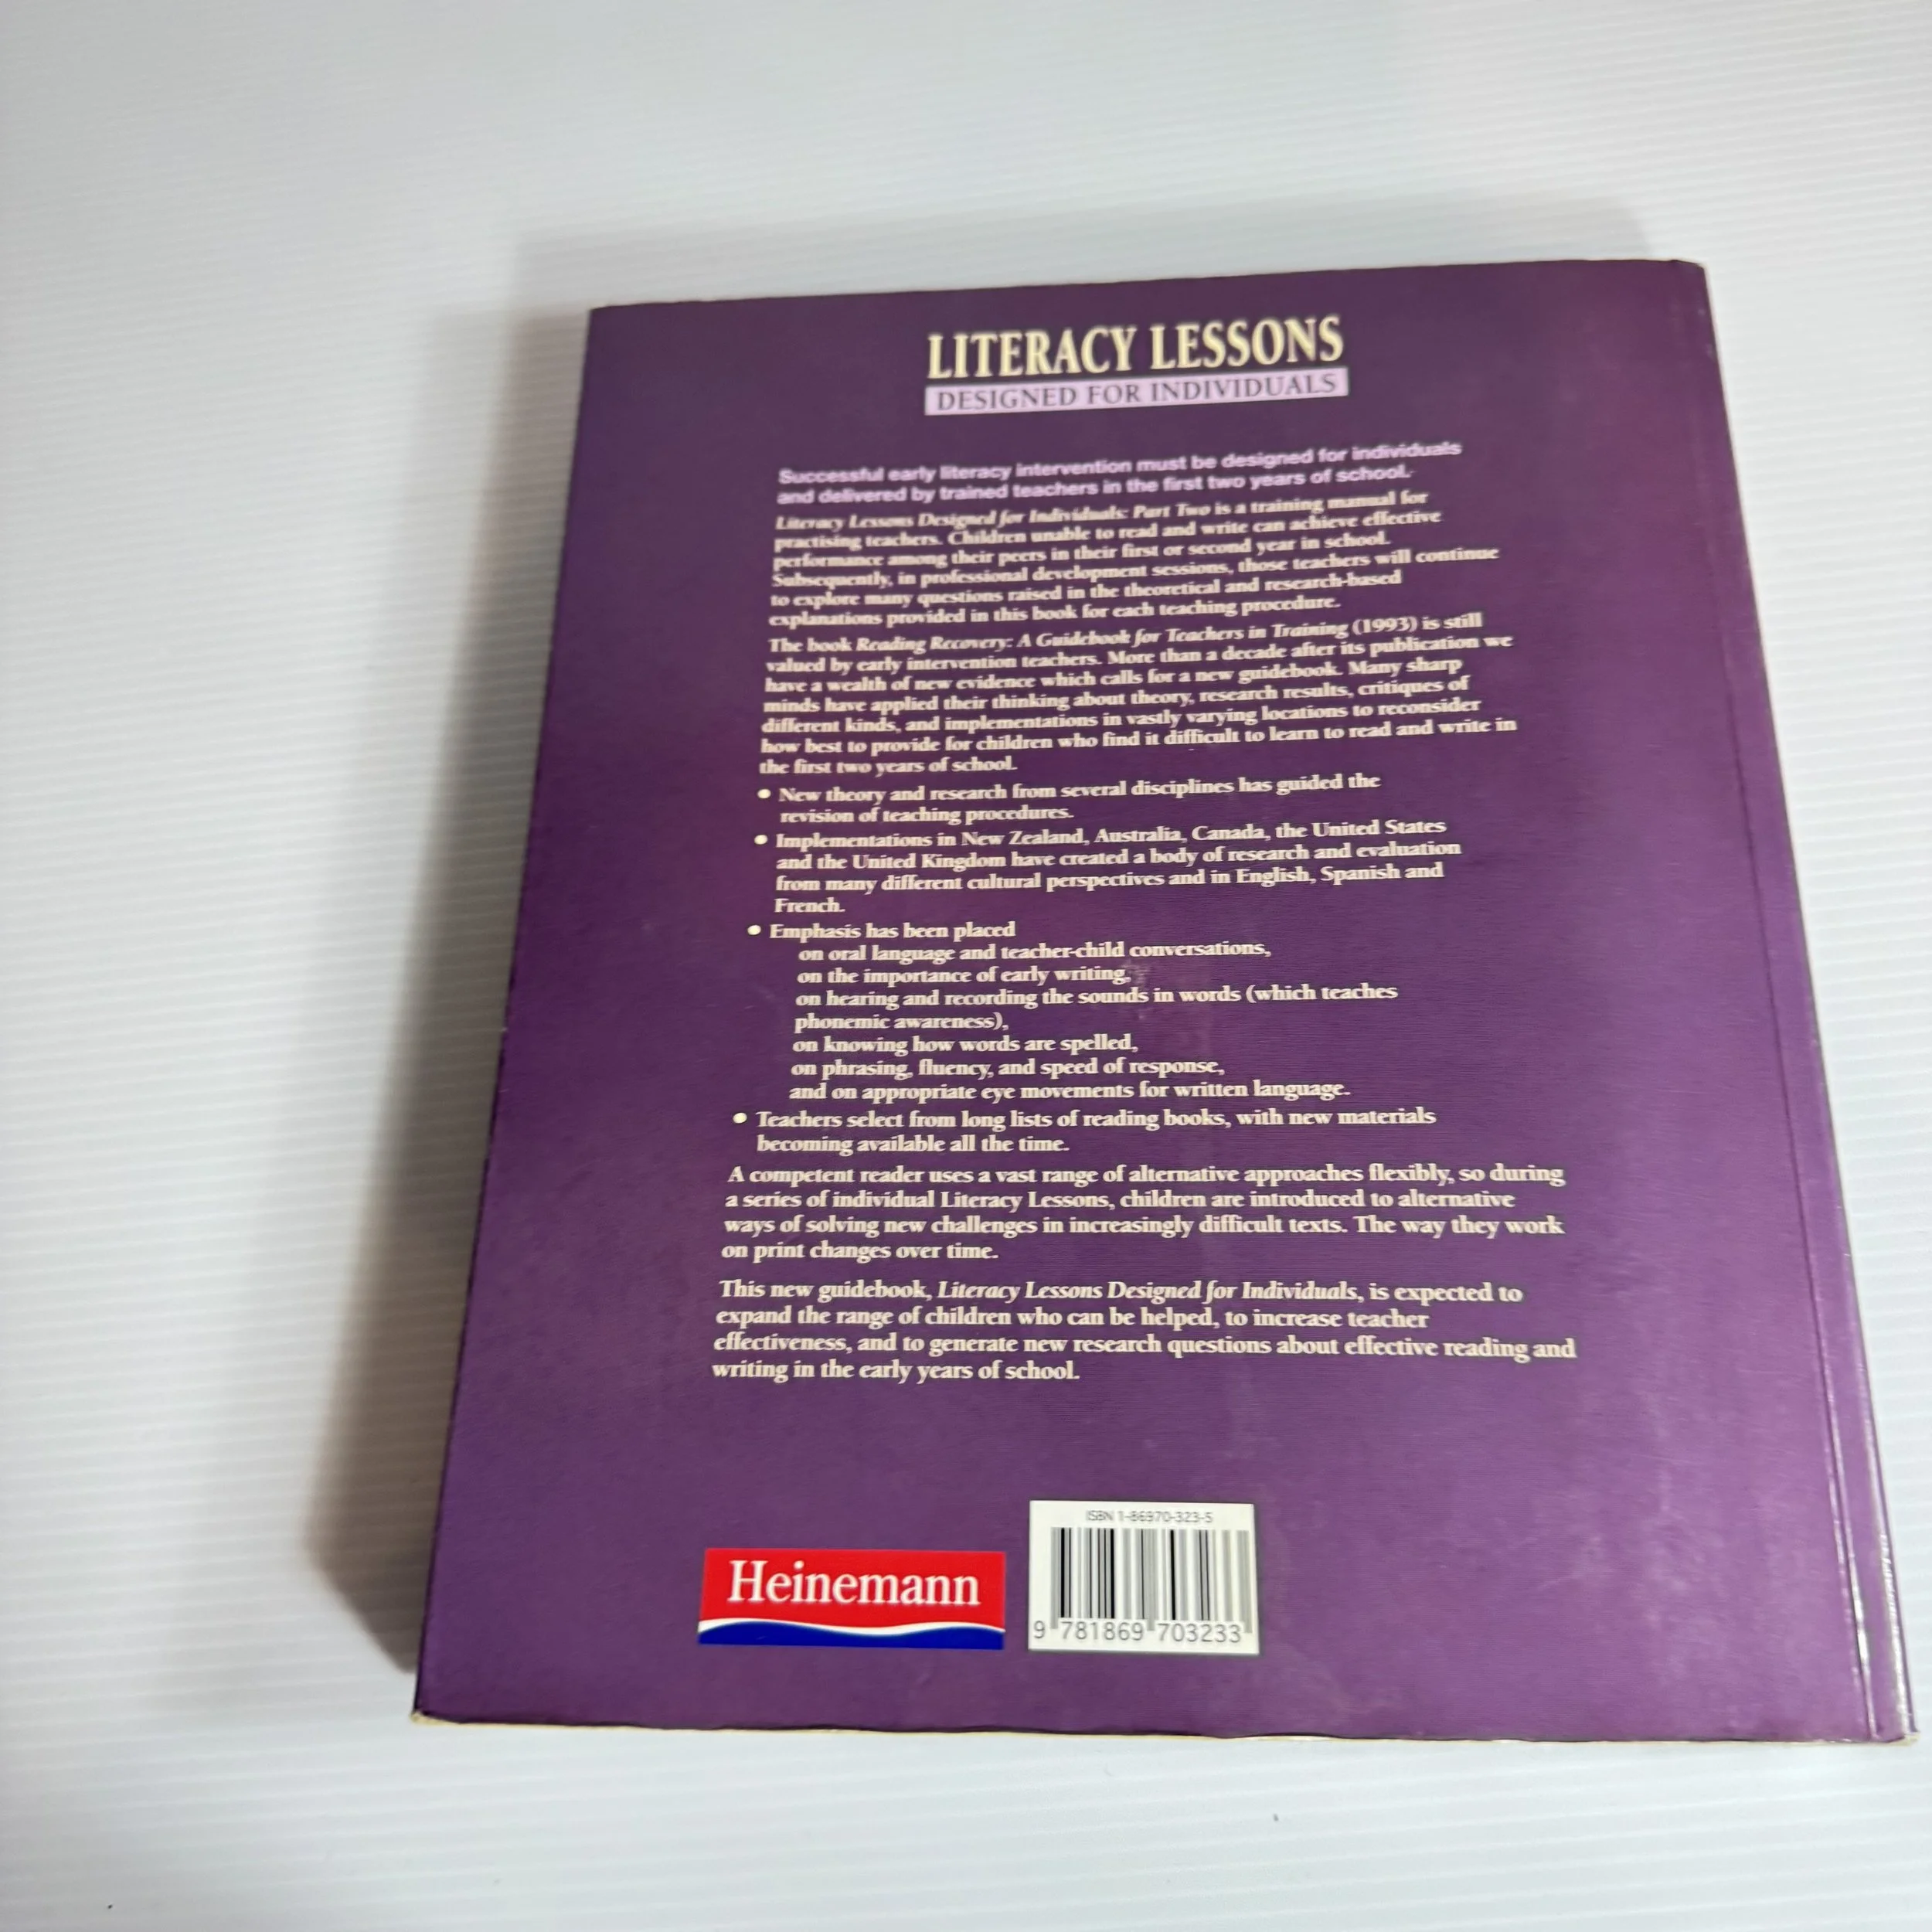 LITERACY LESSONS
DESIGNED FOR INDIVIDUALS
Successful early literacy intervention must be designed for individuals
and delivered by trained teachers in the first two years of school.
Literacy Lessons Designed for Individuals: Part Two is a training manual for
practising teachers. Children unable to read and write can achieve effective
performance among their peers in their first or second year in school.
Subsequently, in professional development sessions, those teachers will continue
to explore many questions raised in the theoretical and research-based
explanations provided in this book for each teaching procedure.
The book Reading Recovery: A Guidebook for Teachers in Training (1993) is still
valued by early intervention teachers. More than a decade after its publication we
have a wealth of new evidence which calls for a new guidebook. Many sharp
minds have applied their thinking about theory, research results, critiques of
different kinds, and implementations in vastly varying locations to reconsider
how best to provide for children who find it difficult to learn to read and write in
the first two years of school.
• New theory and research from several disciplines has guided the
revision of teaching procedures.
• Implementations in New Zealand, Australia, Canada, the United States
and the United Kingdom have created a body of research and evaluation
from many different cultural perspectives and in English, Spanish and
French.
• Emphasis has been placed
on oral language and teacher-child conversations,
on the importance of early writing,
on hearing and recording the sounds in words (which teaches
phonemic awareness),
on knowing how words are spelled,
on phrasing, fluency, and speed of response,
and on appropriate eye movements for written language.
• Teachers select from long lists of reading books, with new materials
becoming available all the time.
A competent reader uses a vast range of alternative approaches flexibly, so during
a series of individual Literacy Lessons, children are introduced to alternative
ways of solving new challenges in increasingly difficult texts. The way they work
on print changes over time.
This new guidebook, Literacy Lessons Designed for Individuals, is expected to
expand the range of children who can be helped, to increase teacher
effectiveness, and to generate new research questions about effective reading and
writing in the early years of school.
Heinemann
ISBN 1-86970-323-5
9 781869 703233